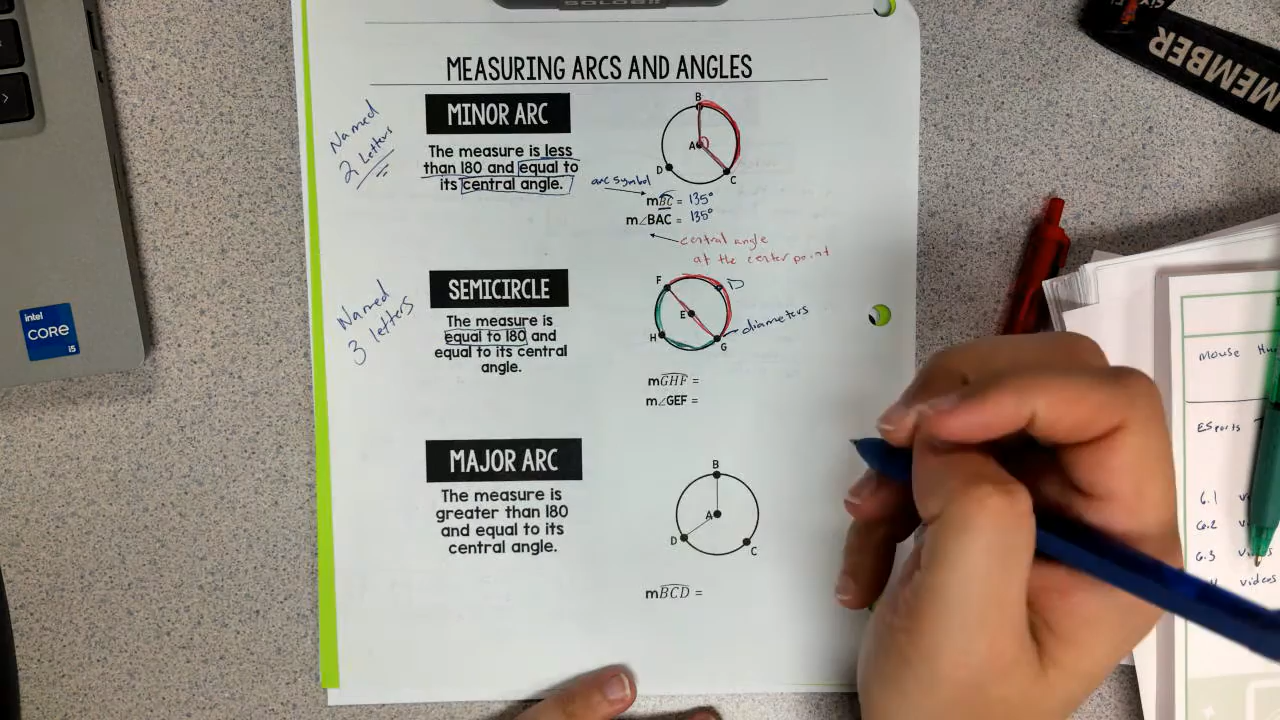 MEASURING ARCS AND ANGLES
Named
2 Letters
MINOR ARC
The measure is less
than 180 and equal to
its central angle.
B
A
D
C
arc symbol
mBC = 135°
m∠BAC = 135°
central angle
at the center point
Named
3 letters
SEMICIRCLE
The measure is
equal to 180 and
equal to its central
angle.
F
D
E
H
G
diameters
mGHF =
m∠GEF =
MAJOR ARC
The measure is
greater than 180
and equal to its
central angle.
B
A
D
C
mBCD =
intel
CORE
i5
MEMBER
mouse
ESports
6.1
6.2
6.3
videos